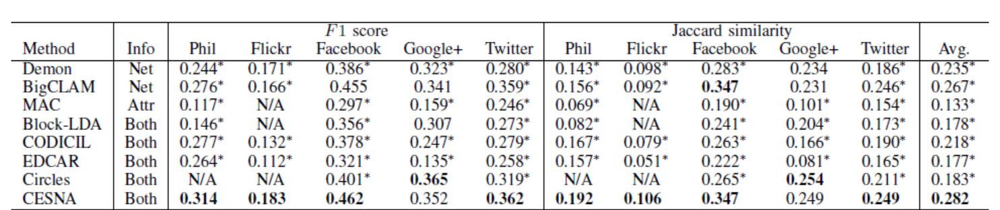 F1 score Jaccard similarity
Method Info Phil Flickr Facebook Google+ Twitter Phil Flickr Facebook Google+ Twitter Avg.
Demon Net 0.244* 0.171* 0.386* 0.323* 0.280* 0.143* 0.098* 0.283* 0.234 0.186* 0.235*
BigCLAM Net 0.276* 0.166* 0.455 0.341 0.359* 0.156* 0.092* 0.347 0.231 0.246* 0.267*
MAC Attr 0.117* N/A 0.297* 0.159* 0.246* 0.069* N/A 0.190* 0.101* 0.154* 0.133*
Block-LDA Both 0.146* N/A 0.356* 0.307 0.273* 0.082* N/A 0.241* 0.204* 0.173* 0.178*
CODICIL Both 0.277* 0.132* 0.378* 0.247* 0.279* 0.167* 0.079* 0.263* 0.166* 0.190* 0.218*
EDCAR Both 0.264* 0.112* 0.321* 0.135* 0.258* 0.157* 0.051* 0.222* 0.081* 0.165* 0.177*
Circles Both N/A N/A 0.401* 0.365 0.319* N/A N/A 0.265* 0.254 0.211* 0.183*
CESNA Both 0.314 0.183 0.462 0.352 0.362 0.192 0.106 0.347 0.249 0.249 0.282